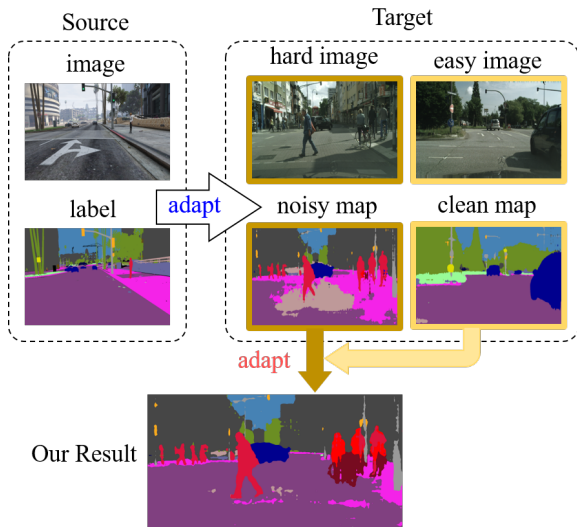 Source
Target
image
hard image
easy image
label
adapt
noisy map
clean map
adapt
Our Result